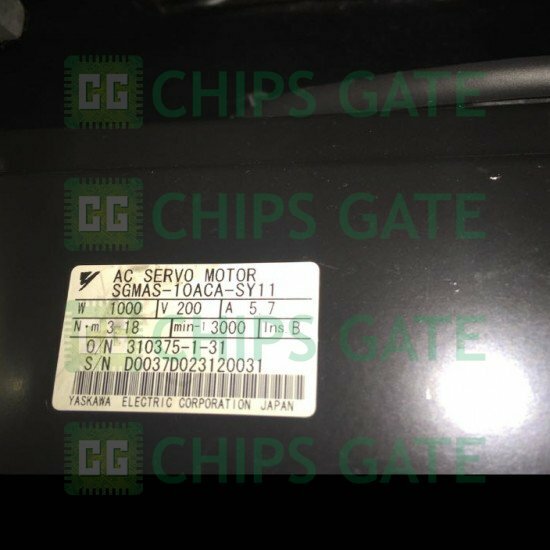 CG CHIPS GATE
CG CHIPS GATE
AC SERVO MOTOR
SGMAS-10ACA-SY11
W 1000 V 200 A 5.7
N·m 3.18 min-1 3000 Ins B
O/N 310375-1-31
S/N D0037D023120031
YASKAWA ELECTRIC CORPORATION JAPAN
CG CHIPS GATE
CG CHIPS GATE